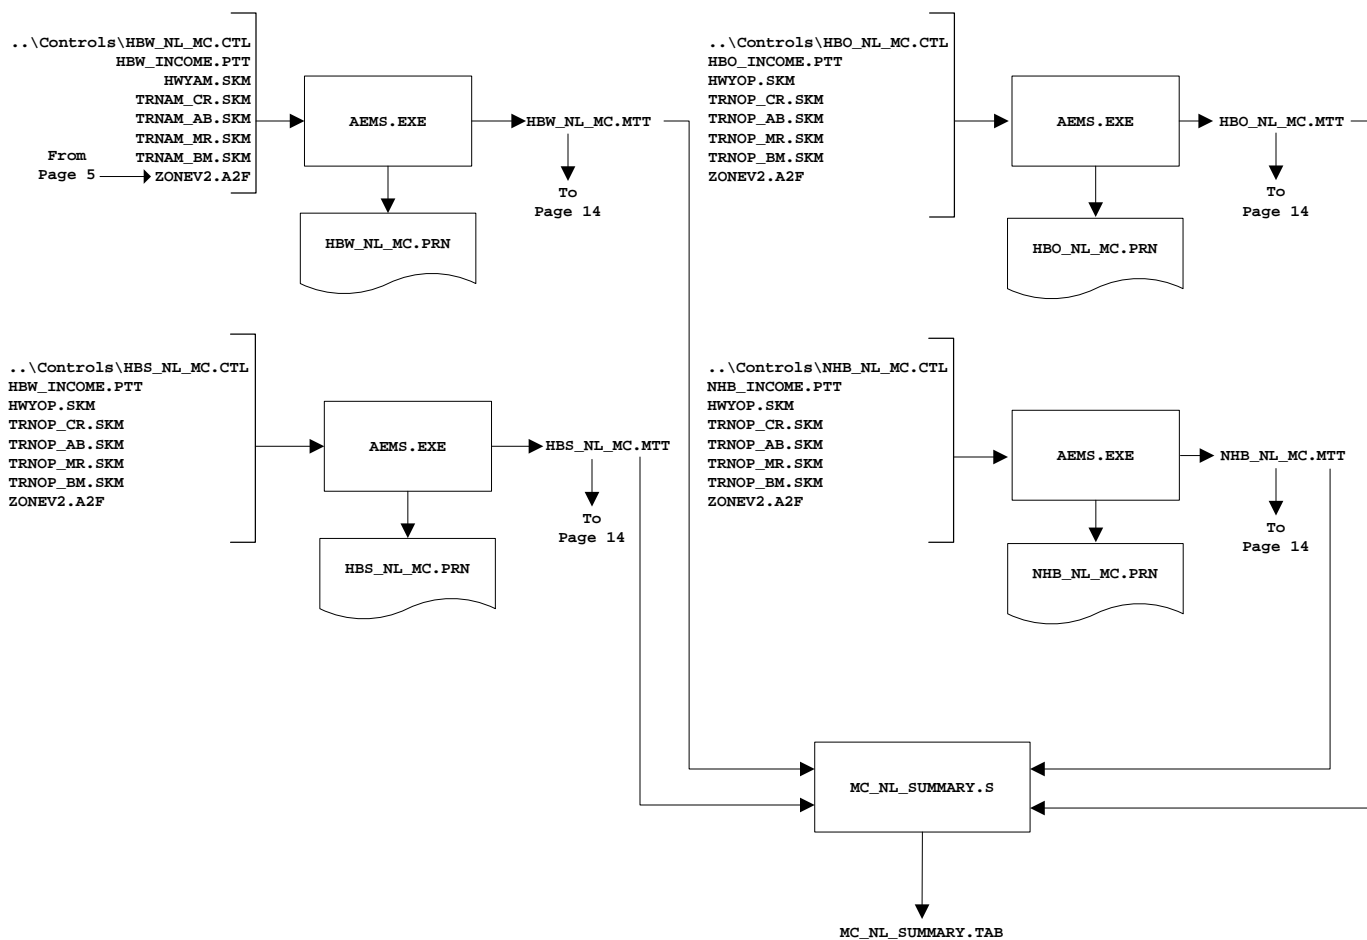 ..\Controls\HBW_NL_MC.CTL
HBW_INCOME.PTT
HWYAM.SKM
TRNAM_CR.SKM
TRNAM_AB.SKM
TRNAM_MR.SKM
TRNAM_BM.SKM
ZONEV2.A2F
From
Page 5
AEMS.EXE
HBW_NL_MC.MTT
To
Page 14
HBW_NL_MC.PRN
..\Controls\HBO_NL_MC.CTL
HBO_INCOME.PTT
HWYOP.SKM
TRNOP_CR.SKM
TRNOP_AB.SKM
TRNOP_MR.SKM
TRNOP_BM.SKM
ZONEV2.A2F
AEMS.EXE
HBO_NL_MC.MTT
To
Page 14
HBO_NL_MC.PRN
..\Controls\HBS_NL_MC.CTL
HBW_INCOME.PTT
HWYOP.SKM
TRNOP_CR.SKM
TRNOP_AB.SKM
TRNOP_MR.SKM
TRNOP_BM.SKM
ZONEV2.A2F
AEMS.EXE
HBS_NL_MC.MTT
To
Page 14
HBS_NL_MC.PRN
..\Controls\NHB_NL_MC.CTL
NHB_INCOME.PTT
HWYOP.SKM
TRNOP_CR.SKM
TRNOP_AB.SKM
TRNOP_MR.SKM
TRNOP_BM.SKM
ZONEV2.A2F
AEMS.EXE
NHB_NL_MC.MTT
To
Page 14
NHB_NL_MC.PRN
MC_NL_SUMMARY.S
MC_NL_SUMMARY.TAB